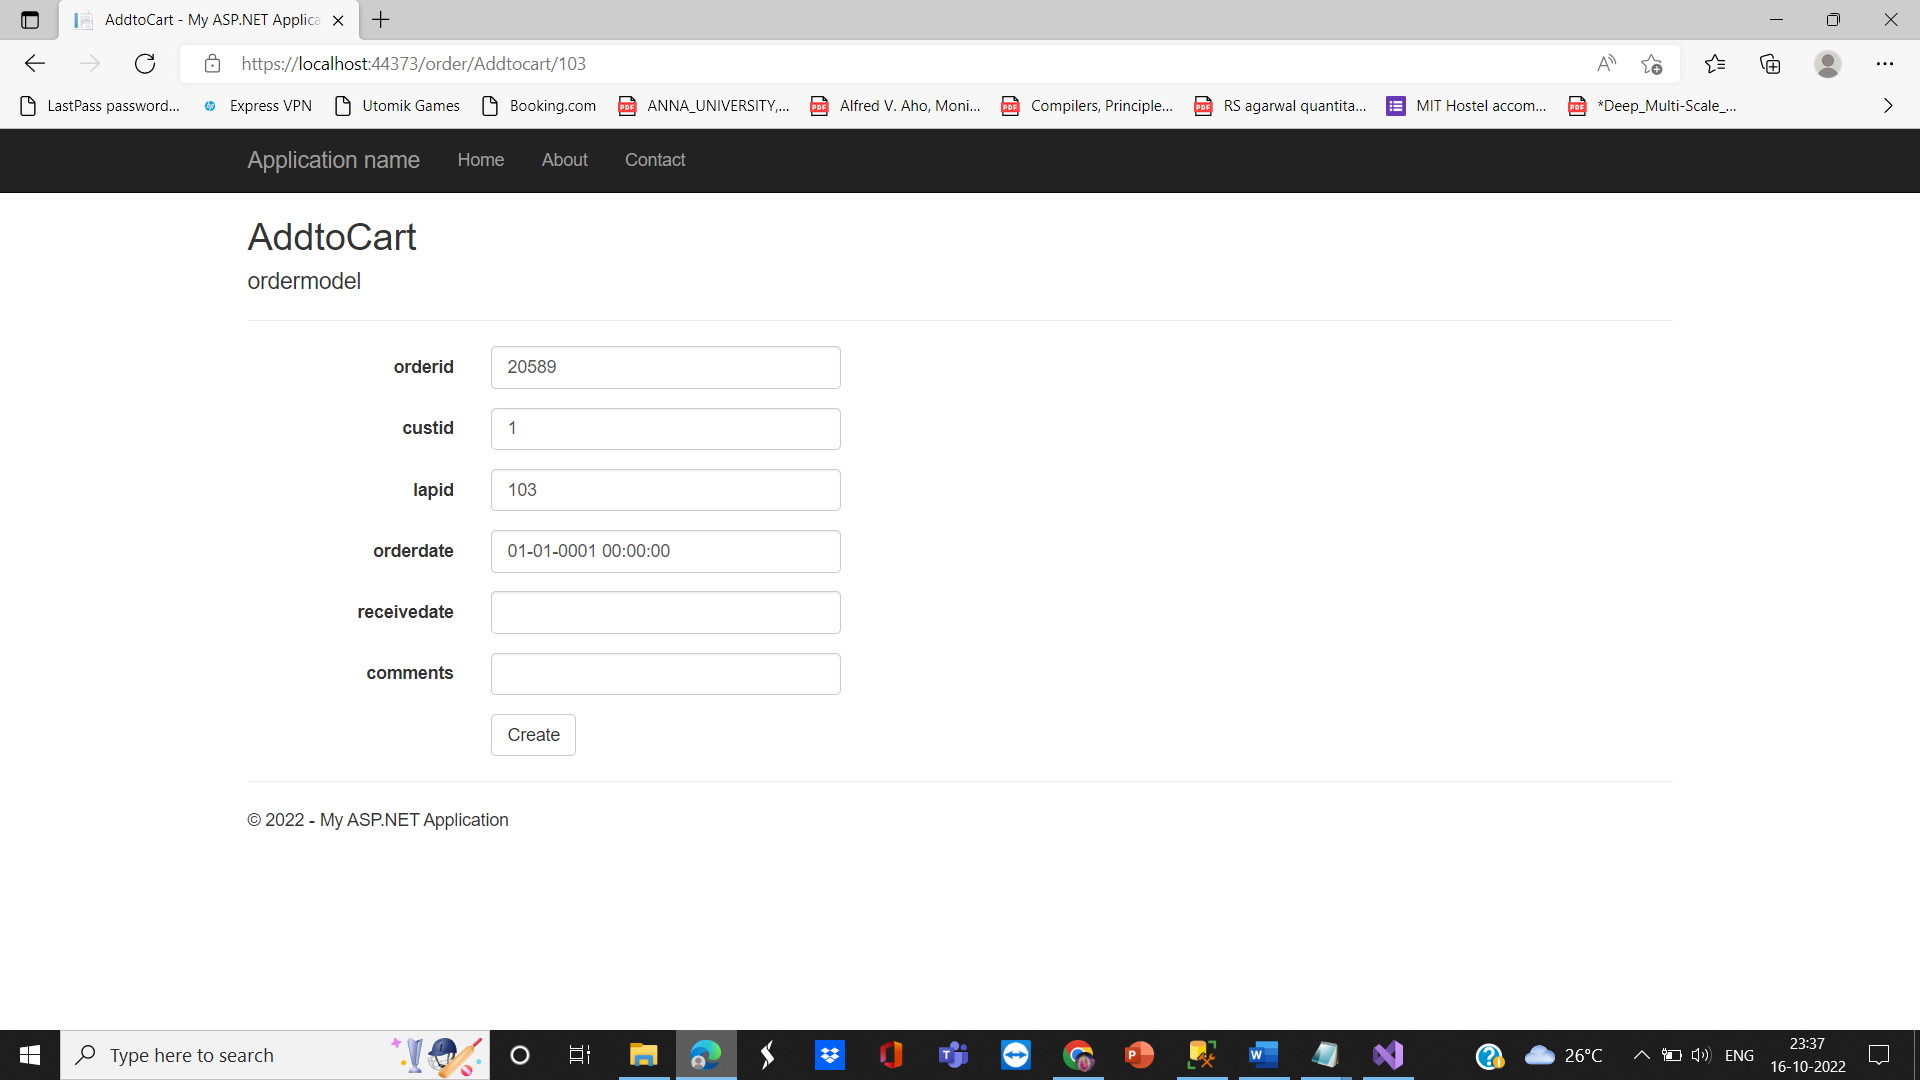 AddtoCart - My ASP.NET Applica
https://localhost:44373/order/Addtocart/103
LastPass password... Express VPN Utomik Games Booking.com ANNA_UNIVERSITY,... Alfred V. Aho, Moni... Compilers, Principle... RS agarwal quantita... MIT Hostel accom... *Deep_Multi-Scale_...
Application name Home About Contact
AddtoCart
ordermodel
orderid 20589
custid 1
lapid 103
orderdate 01-01-0001 00:00:00
receivedate
comments
Create
© 2022 - My ASP.NET Application
Type here to search 26°C ENG 23:37
16-10-2022